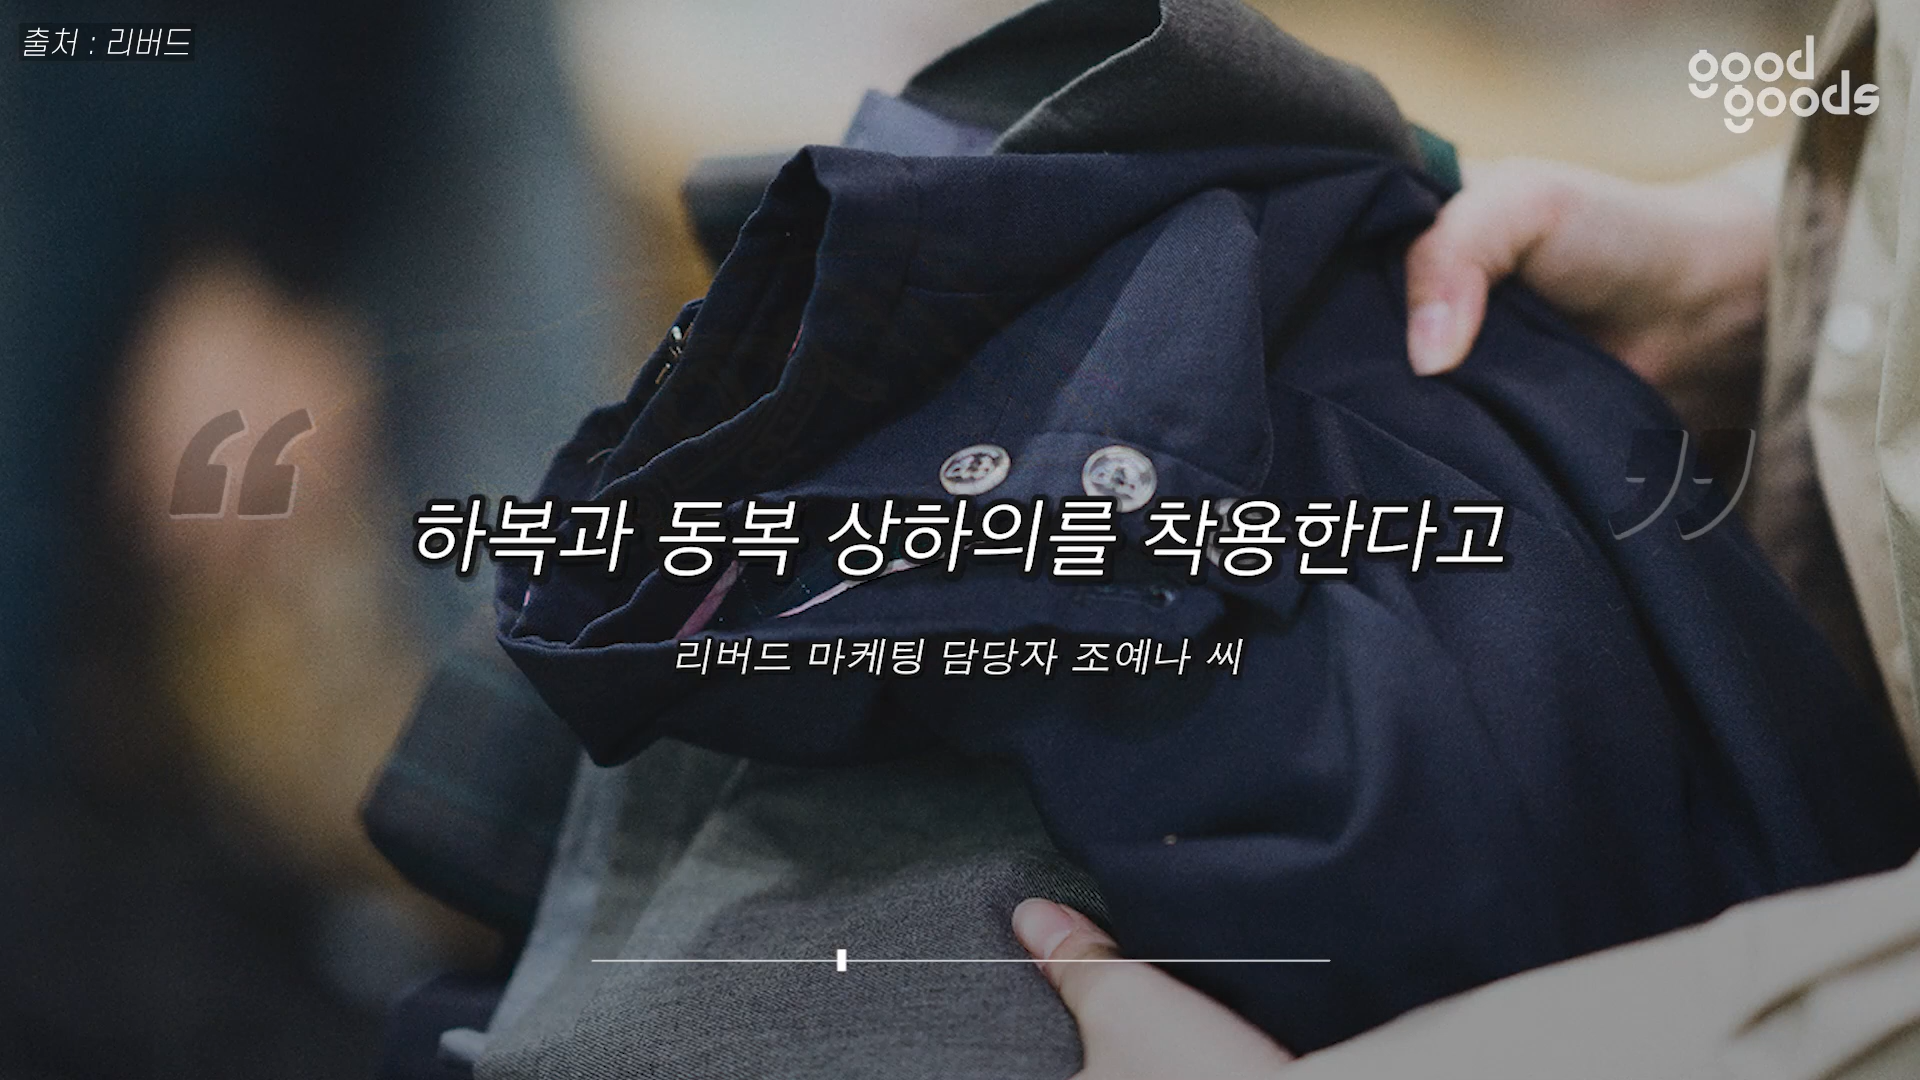 출처 : 리버드
good
goods
“ ”
하복과 동복 상하의를 착용한다고
리버드 마케팅 담당자 조예나 씨